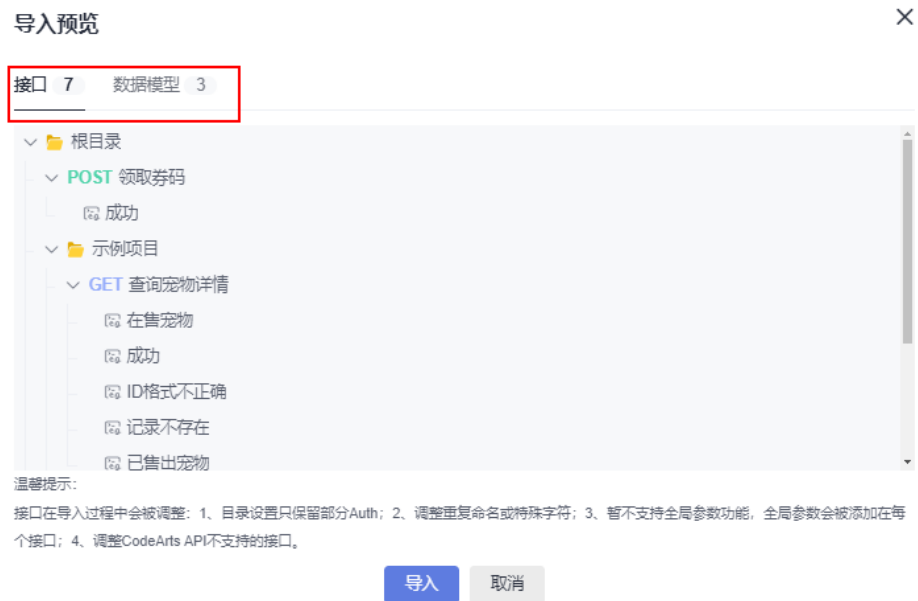 导入预览
接口 7 数据模型 3
根目录
POST 领取券码
成功
示例项目
GET 查询宠物详情
在售宠物
成功
ID格式不正确
记录不存在
已售出宠物
温馨提示：
接口在导入过程中会被调整：1、目录设置只保留部分Auth；2、调整重复命名或特殊字符；3、暂不支持全局参数功能，全局参数会被添加在每
个接口；4、调整CodeArts API不支持的接口。
导入 取消